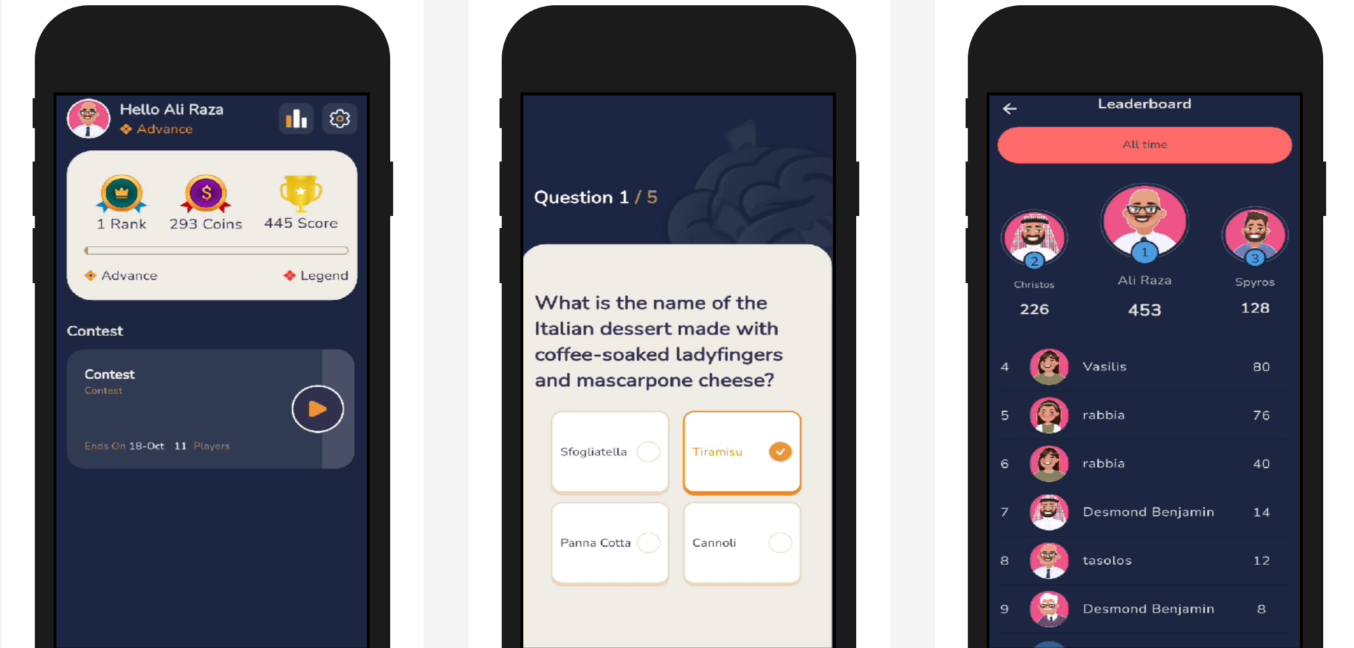 Hello Ali Raza
Advance
1 Rank
293 Coins
445 Score
Advance
Legend
Contest
Contest
Contest
Ends On 18-Oct 11 Players
Question 1 / 5
What is the name of the
Italian dessert made with
coffee-soaked ladyfingers
and mascarpone cheese?
Sfogliatella
Tiramisu
Panna Cotta
Cannoli
Leaderboard
All time
2
1
3
Christos
Ali Raza
Spyros
226
453
128
4 Vasilis 80
5 rabbia 76
6 rabbia 40
7 Desmond Benjamin 14
8 tasolos 12
9 Desmond Benjamin 8